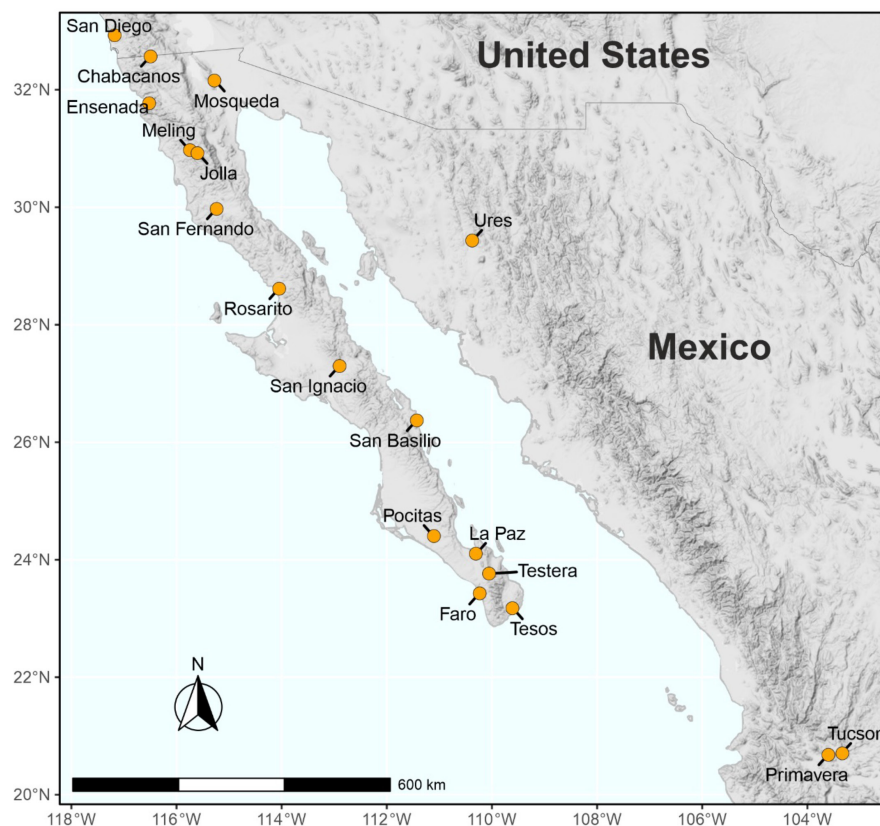 San Diego
United States
Chabacanos
32°N
Mosqueda
Ensenada
Meling
Jolla
30°N
San Fernando
Ures
Rosarito
28°N
Mexico
San Ignacio
San Basilio
26°N
Pocitas
La Paz
24°N
Testera
Faro
Tesos
22°N
N
Tucson
Primavera
600 km
20°N
118°W 116°W 114°W 112°W 110°W 108°W 106°W 104°W